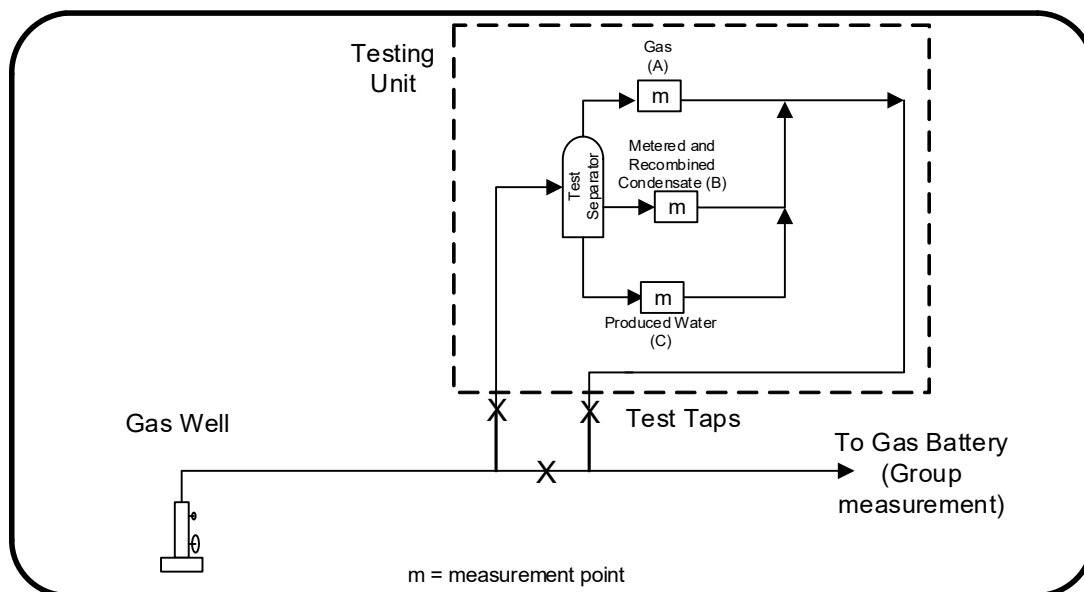 Testing
Unit
Gas
(A)
m
Metered and
Recombined
Condensate (B)
m
Test
Separator
m
Produced Water
(C)
X
X
Test Taps
Gas Well
X
To Gas Battery
(Group
measurement)
m = measurement point